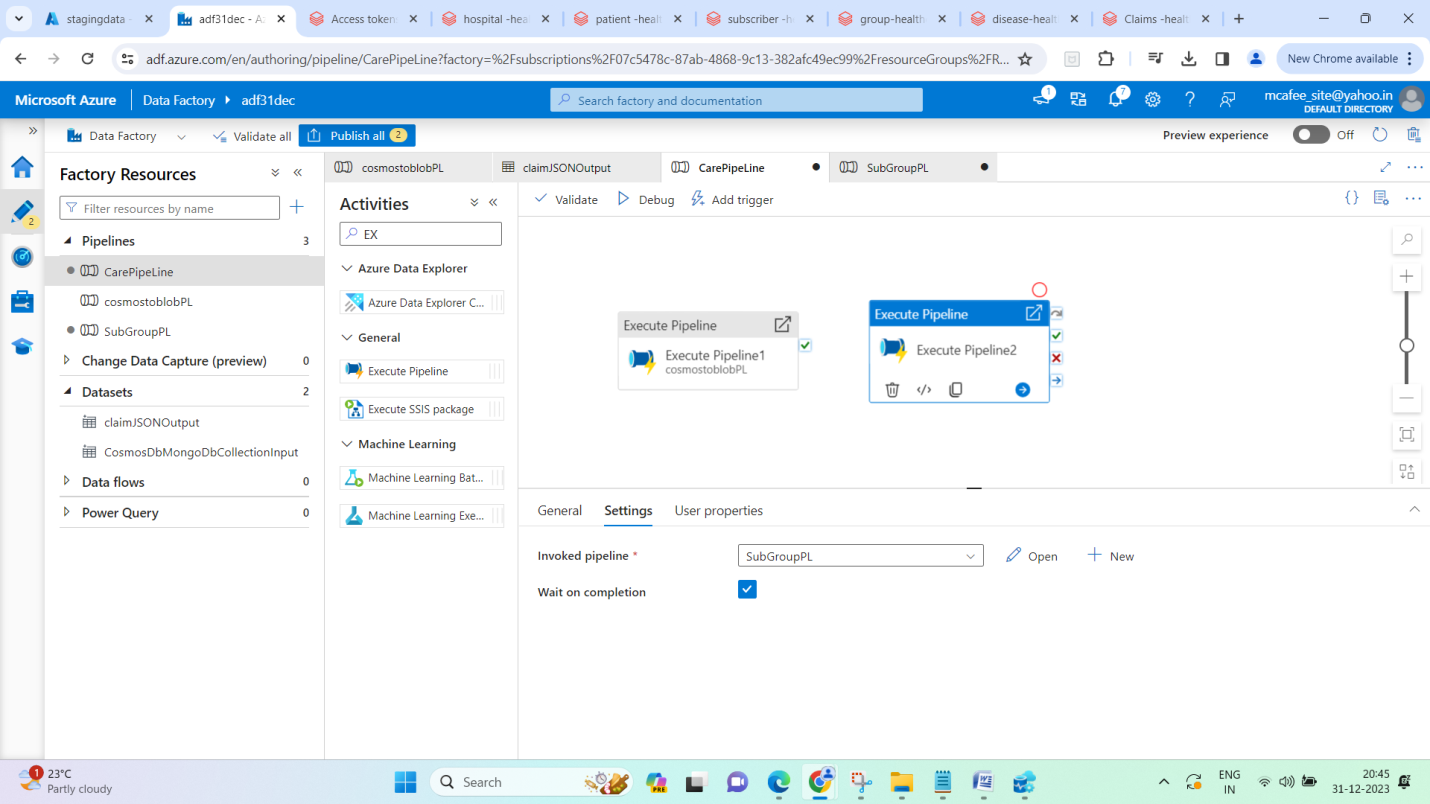 stagingdata -
adf31dec - Az
Access token
hospital -hea
patient -healt
subscriber -h
group-health
disease-healt
Claims -healt
adf.azure.com/en/authoring/pipeline/CarePipeLine?factory=%2Fsubscriptions%2F07c5478c-87ab-4868-9c13-382afc49ec99%2FresourceGroups%2FR...
New Chrome available
Microsoft Azure
Data Factory
adf31dec
Search factory and documentation
1
7
mcafee_site@yahoo.in
DEFAULT DIRECTORY
Data Factory
Validate all
Publish all 2
Preview experience
Off
2
Factory Resources
Filter resources by name
Pipelines 3
CarePipeLine
cosmostoblobPL
SubGroupPL
Change Data Capture (preview) 0
Datasets 2
claimJSONOutput
CosmosDbMongoDbCollectionInput
Data flows 0
Power Query 0
cosmostoblobPL
claimJSONOutput
CarePipeLine
SubGroupPL
Activities
EX
Azure Data Explorer
Azure Data Explorer C...
General
Execute Pipeline
Execute SSIS package
Machine Learning
Machine Learning Bat...
Machine Learning Exe...
Validate
Debug
Add trigger
Execute Pipeline
Execute Pipeline1
cosmostoblobPL
Execute Pipeline
Execute Pipeline2
General
Settings
User properties
Invoked pipeline *
SubGroupPL
Open
New
Wait on completion
1
23°C
Partly cloudy
Search
PRE
ENG
IN
20:45
31-12-2023